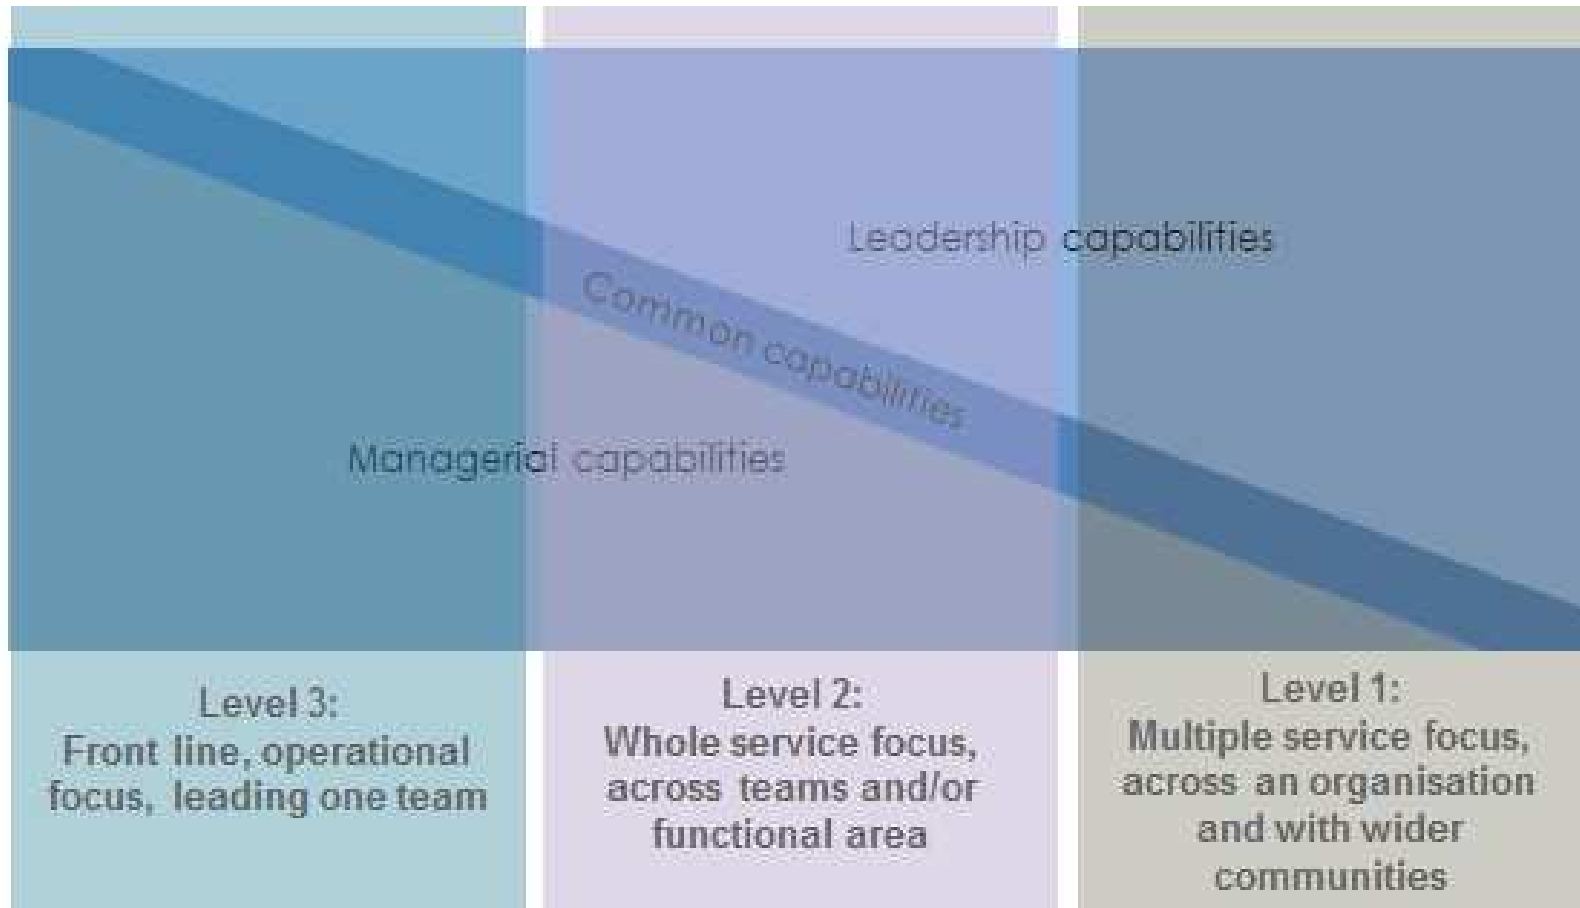 Leadership capabilities
Common capabilities
Managerial capabilities
Level 3:
Front line, operational
focus, leading one team
Level 2:
Whole service focus,
across teams and/or
functional area
Level 1:
Multiple service focus,
across an organisation
and with wider
communities